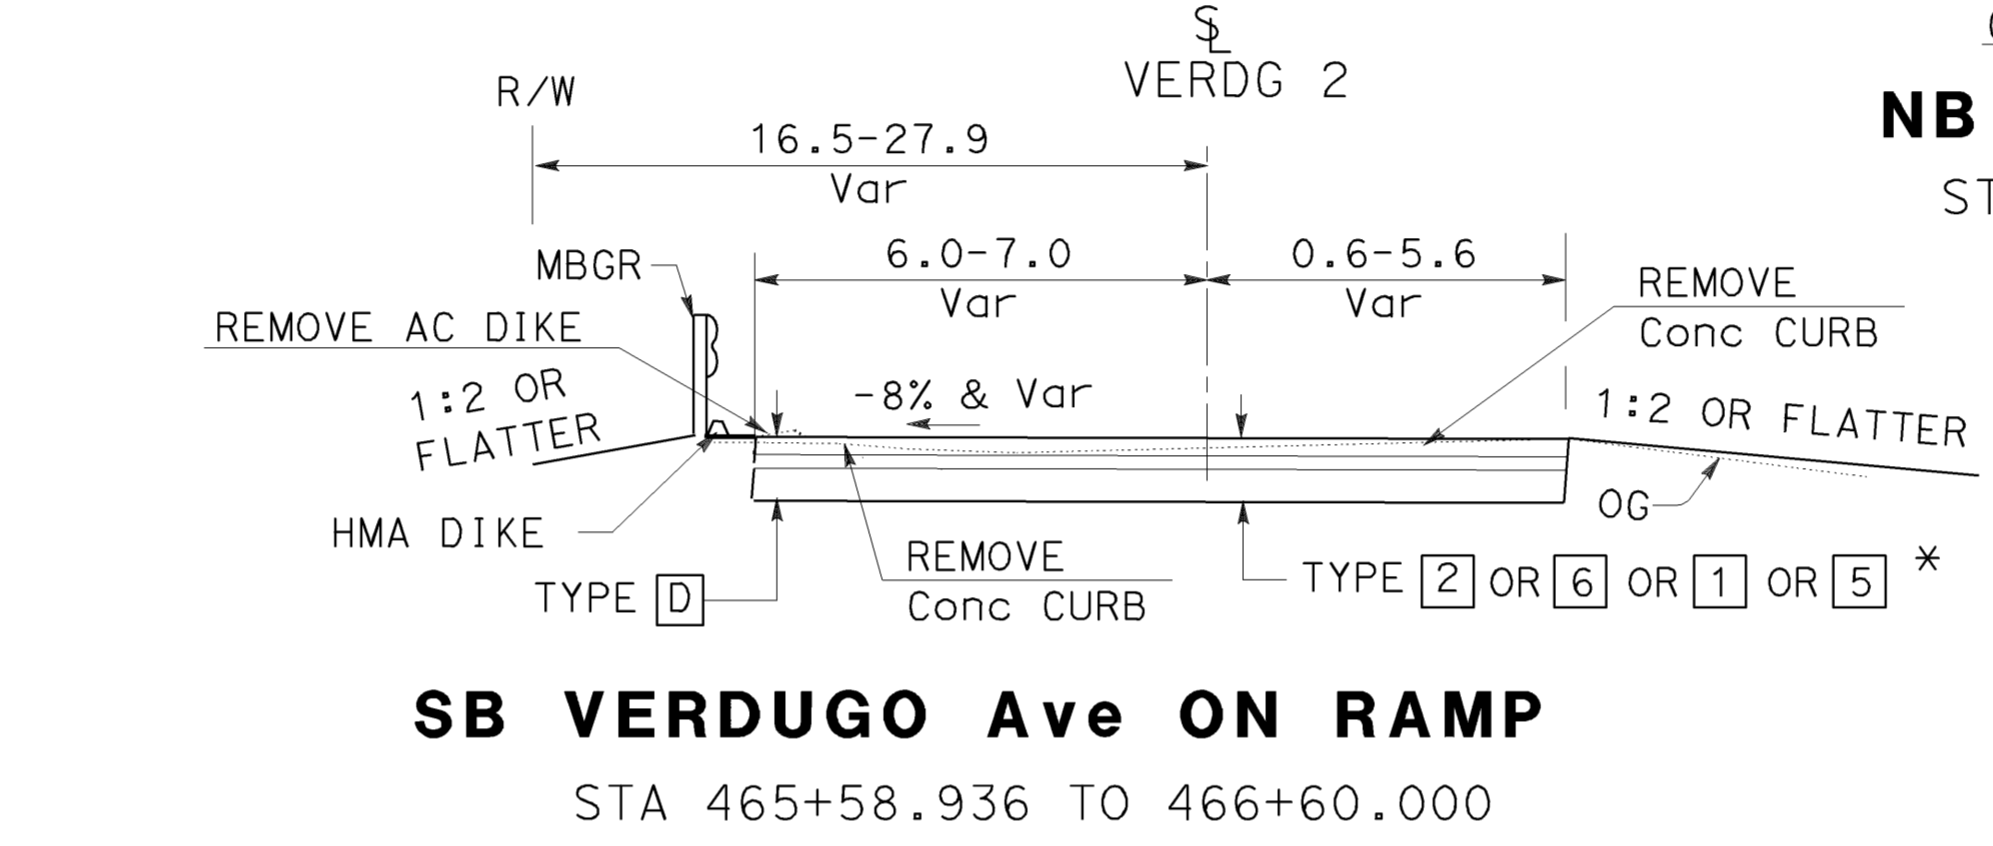 SL
VERDG 2
R/W
NB
16.5-27.9
Var
ST
MBGR
6.0-7.0
Var
0.6-5.6
Var
REMOVE
Conc CURB
REMOVE AC DIKE
1:2 OR
FLATTER
-8% & Var
1:2 OR FLATTER
OG
HMA DIKE
REMOVE
Conc CURB
TYPE D
TYPE 2 OR 6 OR 1 OR 5 *
SB VERDUGO Ave ON RAMP
STA 465+58.936 TO 466+60.000